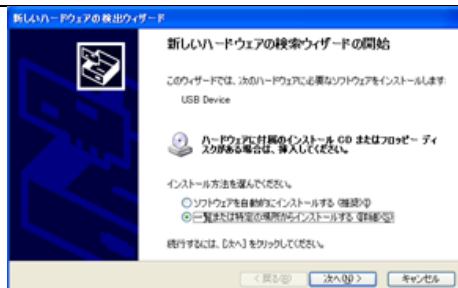 新しいハードウェアの検出ウィザード
新しいハードウェアの検索ウィザードの開始
このウィザードでは、次のハードウェアに必要なソフトウェアをインストールします:
USB Device
ハードウェアに付属のインストール CD またはフロッピー ディ
スクがある場合は、挿入してください。
インストール方法を選んでください。
ソフトウェアを自動的にインストールする (推奨)(I)
一覧または特定の場所からインストールする (詳細)(S)
続行するには、[次へ] をクリックしてください。
< 戻る(B)
次へ(N) >
キャンセル